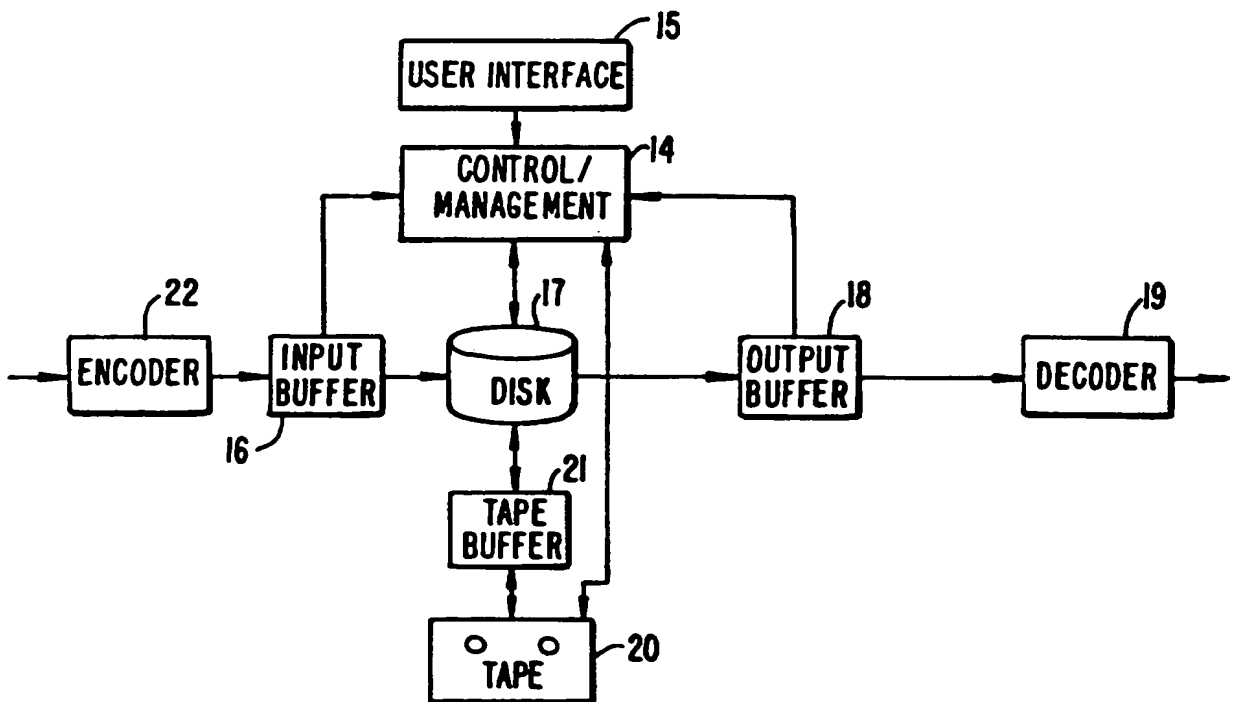 15
USER INTERFACE
14
CONTROL/
MANAGEMENT
22
ENCODER
INPUT
BUFFER
16
17
DISK
18
OUTPUT
BUFFER
19
DECODER
21
TAPE
BUFFER
TAPE
20